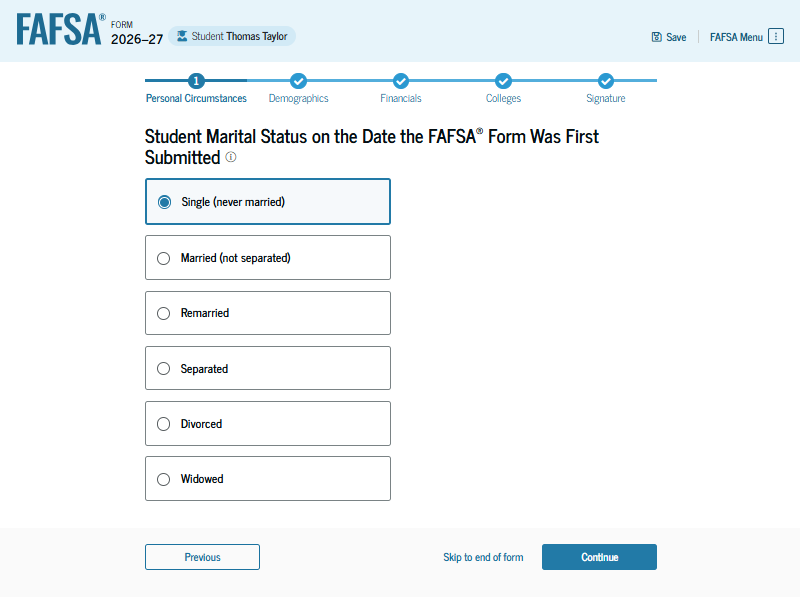 FAFSA® FORM 2026–27
Student Thomas Taylor
Save
FAFSA Menu
1
Personal Circumstances
Demographics
Financials
Colleges
Signature
Student Marital Status on the Date the FAFSA® Form Was First
Submitted
Single (never married)
Married (not separated)
Remarried
Separated
Divorced
Widowed
Previous
Skip to end of form
Continue